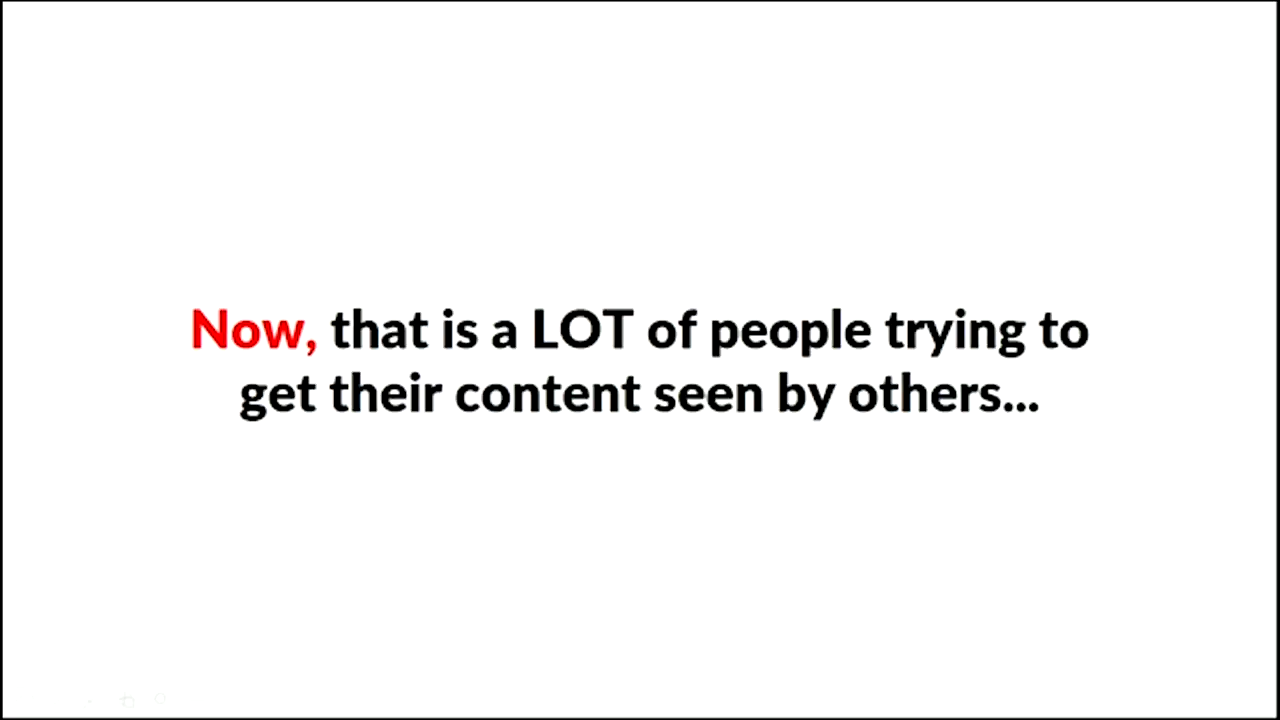 Now, that is a LOT of people trying to
get their content seen by others...